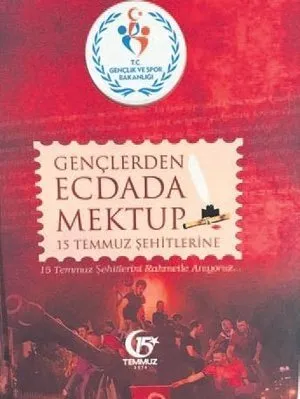 T.C.
GENÇLİK VE SPOR
BAKANLIĞI
GENÇLERDEN
ECDADA
MEKTUP
15 TEMMUZ ŞEHİTLERİNE
15 Temmuz Şehitlerini Rahmetle Anıyoruz...
15
TEMMUZ
2016